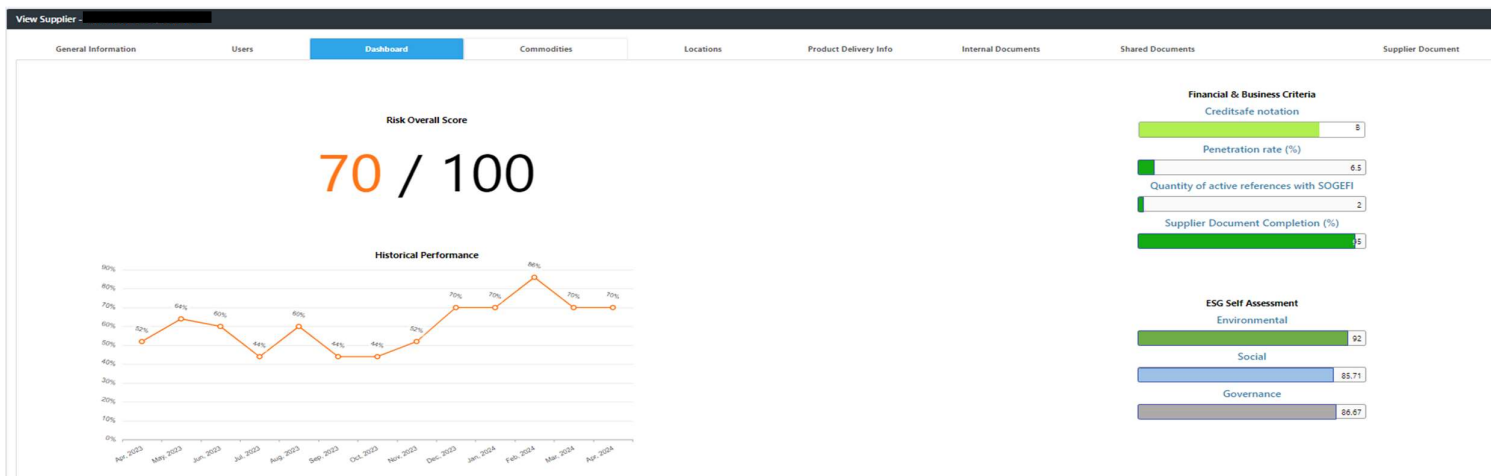 View Supplier -
General Information Users Dashboard Commodities Locations Product Delivery Info Internal Documents Shared Documents Supplier Document
Risk Overall Score
70 / 100
Historical Performance
90%
80%
70%
60%
50%
40%
30%
20%
10%
0%
52% 64% 60% 44% 60% 44% 44% 52% 70% 70% 86% 70% 70%
Apr, 2023 May, 2023 Jun, 2023 Jul, 2023 Aug, 2023 Sep, 2023 Oct, 2023 Nov, 2023 Dec, 2023 Jan, 2024 Feb, 2024 Mar, 2024 Apr, 2024
Financial & Business Criteria
Creditsafe notation
B
Penetration rate (%)
6.5
Quantity of active references with SOGEFI
2
Supplier Document Completion (%)
95
ESG Self Assessment
Environmental
92
Social
85.71
Governance
86.67